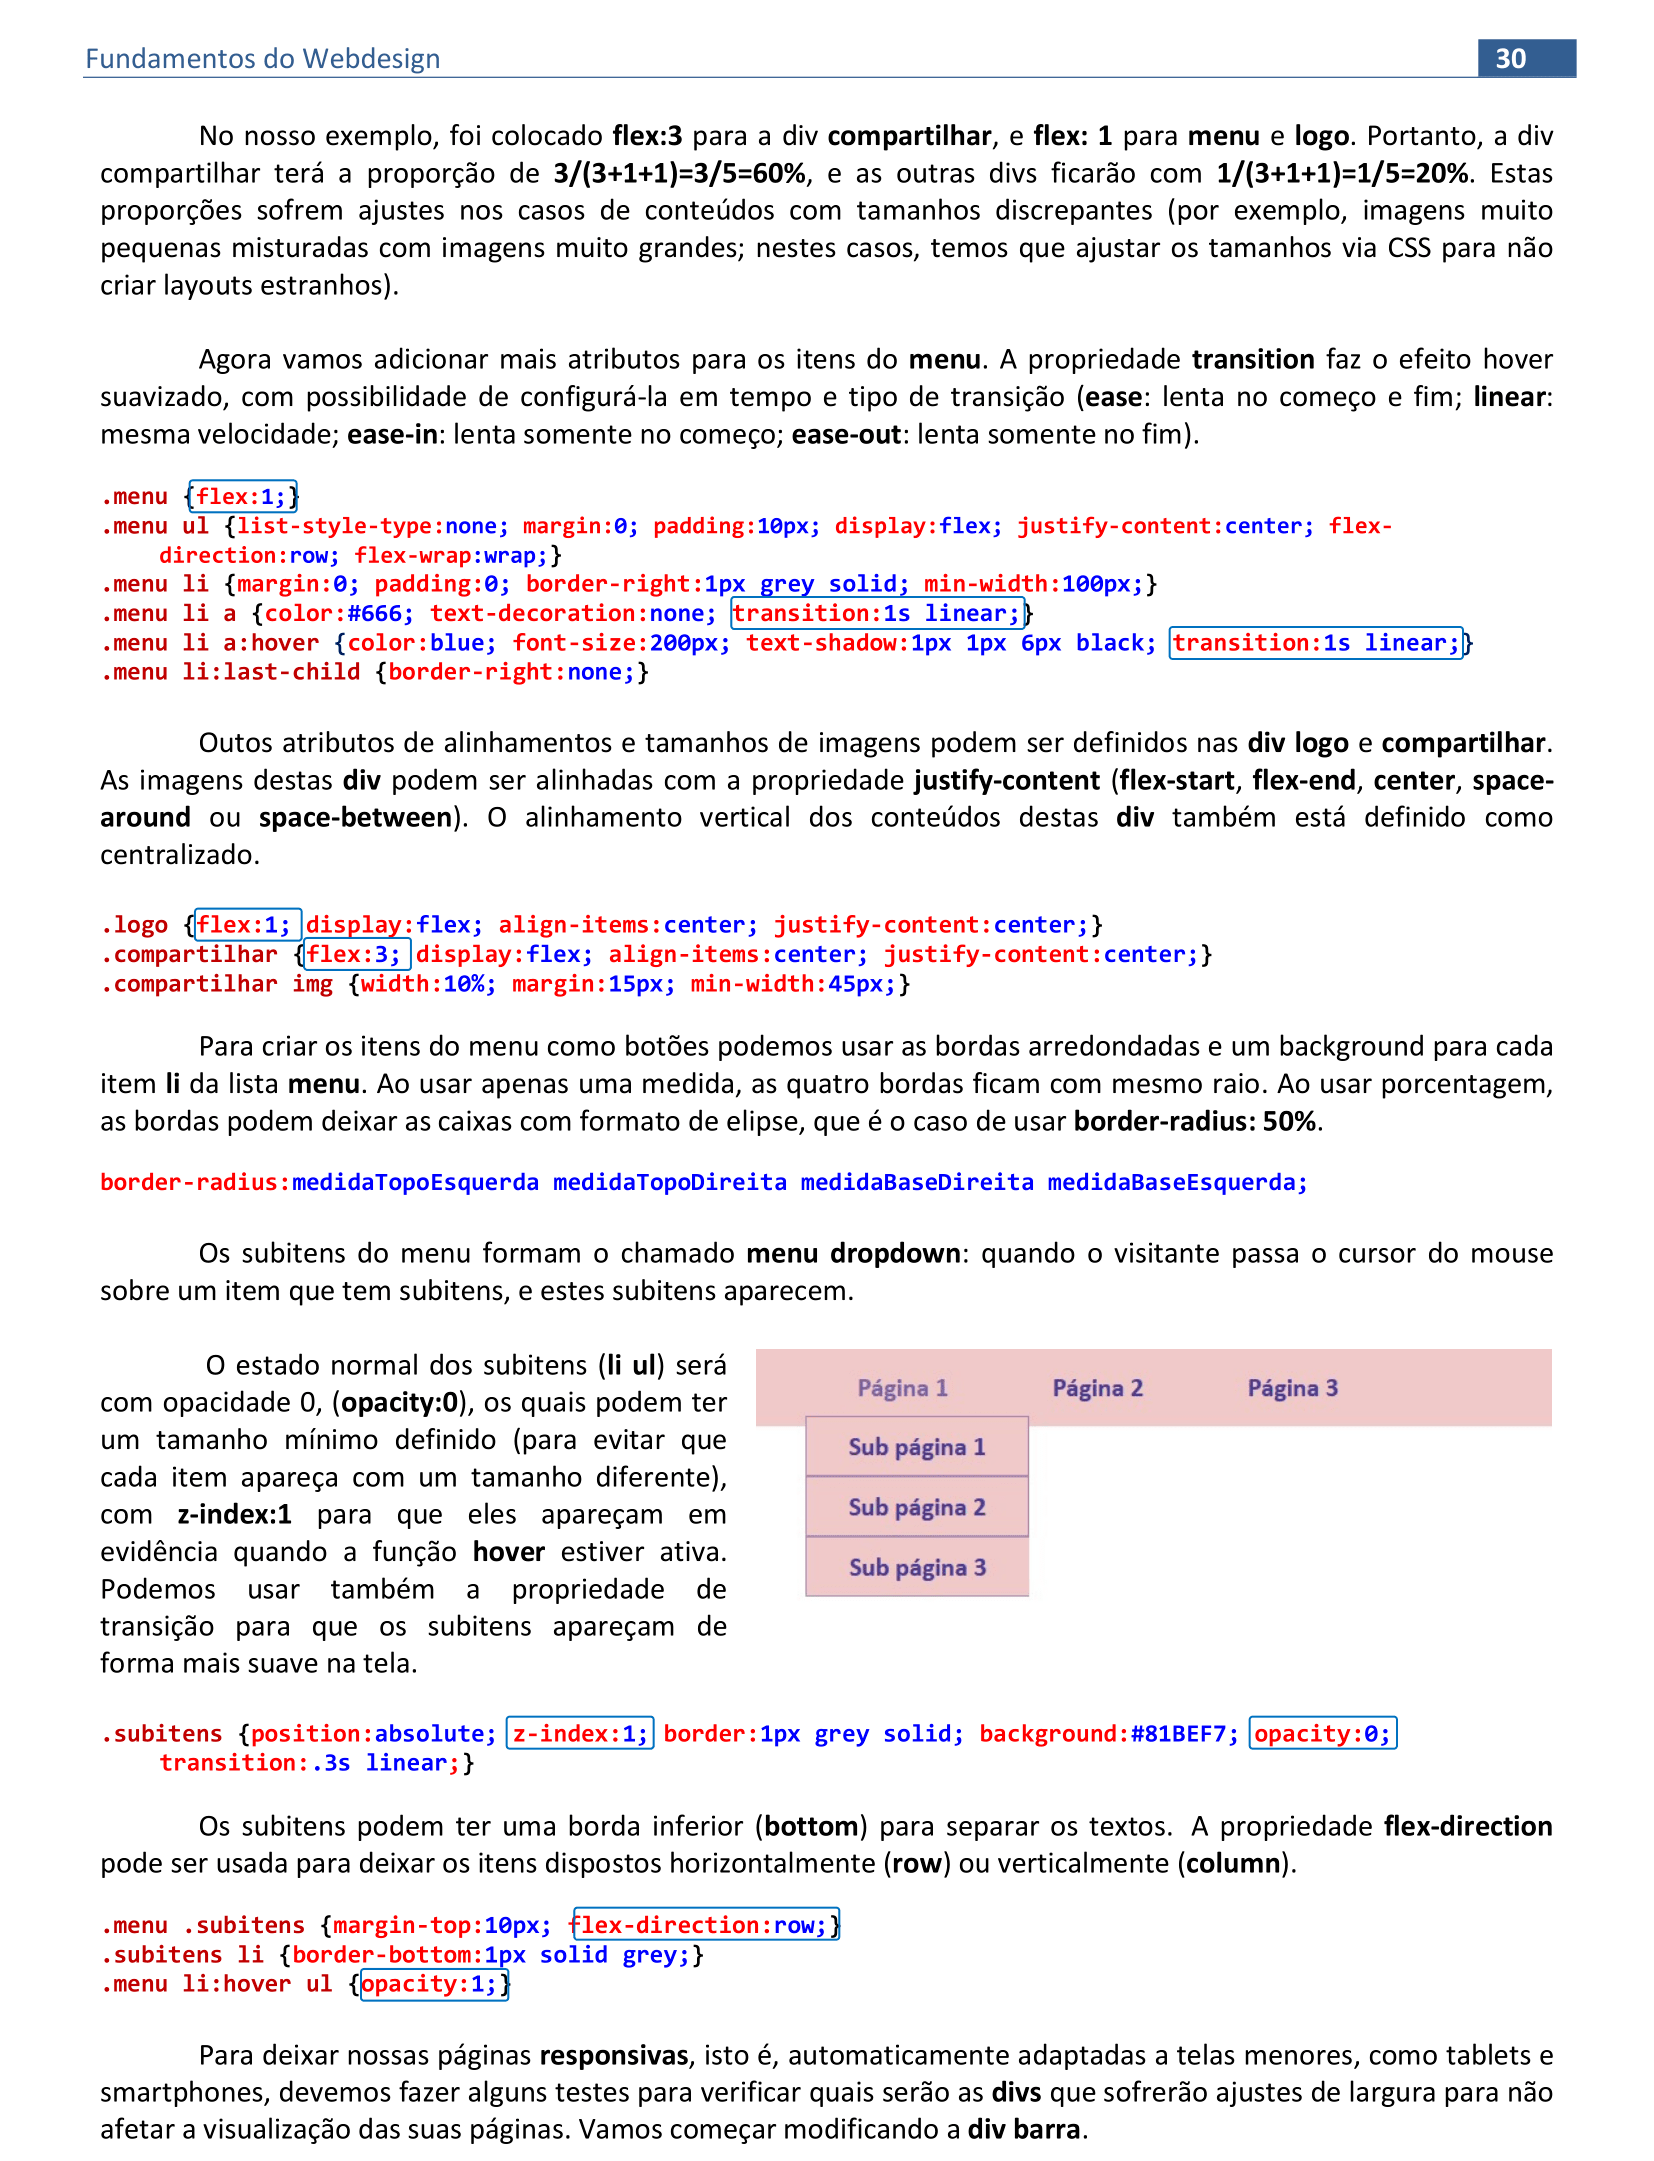 Fundamentos do Webdesign 30
No nosso exemplo, foi colocado flex:3 para a div compartilhar, e flex: 1 para menu e logo. Portanto, a div
compartilhar terá a proporção de 3/(3+1+1)=3/5=60%, e as outras divs ficarão com 1/(3+1+1)=1/5=20%. Estas
proporções sofrem ajustes nos casos de conteúdos com tamanhos discrepantes (por exemplo, imagens muito
pequenas misturadas com imagens muito grandes; nestes casos, temos que ajustar os tamanhos via CSS para não
criar layouts estranhos).
Agora vamos adicionar mais atributos para os itens do menu. A propriedade transition faz o efeito hover
suavizado, com possibilidade de configurá-la em tempo e tipo de transição (ease: lenta no começo e fim; linear:
mesma velocidade; ease-in: lenta somente no começo; ease-out: lenta somente no fim).
.menu {flex:1;}
.menu ul {list-style-type:none; margin:0; padding:10px; display:flex; justify-content:center; flex-
direction:row; flex-wrap:wrap;}
.menu li {margin:0; padding:0; border-right:1px grey solid; min-width:100px;}
.menu li a {color:#666; text-decoration:none; transition:1s linear;}
.menu li a:hover {color:blue; font-size:200px; text-shadow:1px 1px 6px black; transition:1s linear;}
.menu li:last-child {border-right:none;}
Outos atributos de alinhamentos e tamanhos de imagens podem ser definidos nas div logo e compartilhar.
As imagens destas div podem ser alinhadas com a propriedade justify-content (flex-start, flex-end, center, space-
around ou space-between). O alinhamento vertical dos conteúdos destas div também está definido como
centralizado.
.logo {flex:1; display:flex; align-items:center; justify-content:center;}
.compartilhar {flex:3; display:flex; align-items:center; justify-content:center;}
.compartilhar img {width:10%; margin:15px; min-width:45px;}
Para criar os itens do menu como botões podemos usar as bordas arredondadas e um background para cada
item li da lista menu. Ao usar apenas uma medida, as quatro bordas ficam com mesmo raio. Ao usar porcentagem,
as bordas podem deixar as caixas com formato de elipse, que é o caso de usar border-radius: 50%.
border-radius:medidaTopoEsquerda medidaTopoDireita medidaBaseDireita medidaBaseEsquerda;
Os subitens do menu formam o chamado menu dropdown: quando o visitante passa o cursor do mouse
sobre um item que tem subitens, e estes subitens aparecem.
O estado normal dos subitens (li ul) será
com opacidade 0, (opacity:0), os quais podem ter
um tamanho mínimo definido (para evitar que
cada item apareça com um tamanho diferente),
com z-index:1 para que eles apareçam em
evidência quando a função hover estiver ativa.
Podemos usar também a propriedade de
transição para que os subitens apareçam de
forma mais suave na tela.
Página 1 Página 2 Página 3
Sub página 1
Sub página 2
Sub página 3
.subitens {position:absolute; z-index:1; border:1px grey solid; background:#81BEF7; opacity:0;
transition:.3s linear;}
Os subitens podem ter uma borda inferior (bottom) para separar os textos. A propriedade flex-direction
pode ser usada para deixar os itens dispostos horizontalmente (row) ou verticalmente (column).
.menu .subitens {margin-top:10px; flex-direction:row;}
.subitens li {border-bottom:1px solid grey;}
.menu li:hover ul {opacity:1;}
Para deixar nossas páginas responsivas, isto é, automaticamente adaptadas a telas menores, como tablets e
smartphones, devemos fazer alguns testes para verificar quais serão as divs que sofrerão ajustes de largura para não
afetar a visualização das suas páginas. Vamos começar modificando a div barra.